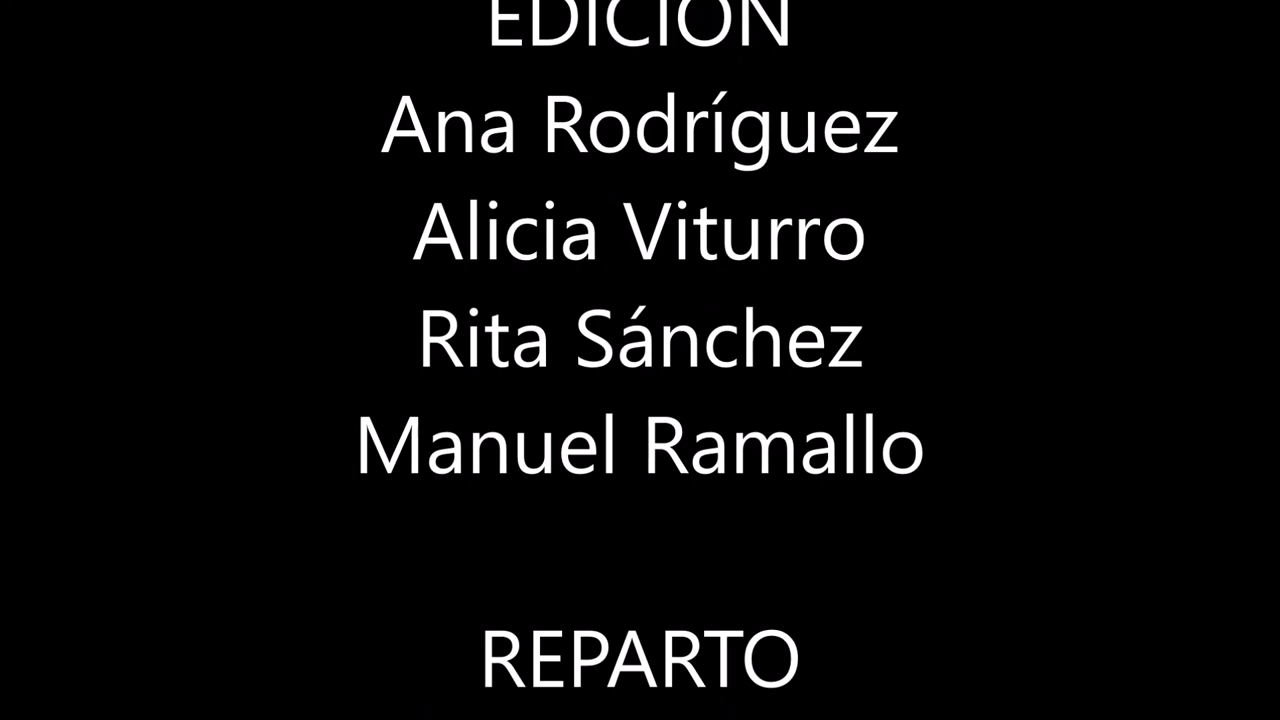 EDICIÓN
Ana Rodríguez
Alicia Viturro
Rita Sánchez
Manuel Ramallo
REPARTO